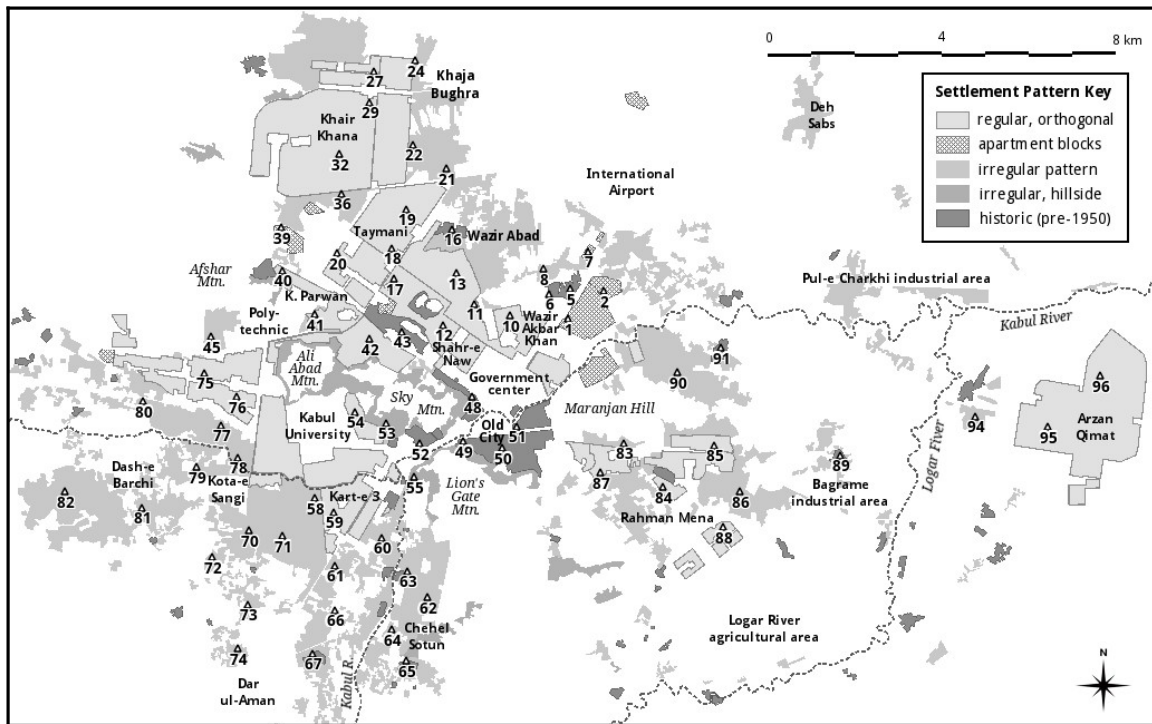 0 4 8 km
Settlement Pattern Key
regular, orthogonal
apartment blocks
irregular pattern
irregular, hillside
historic (pre-1950)
24
27
Khaja
Bughra
29
Khair
Khana
Deh
Sabs
22
32
21
International
Airport
36
19
39
Taymani
16
Wazir Abad
18
20
7
Afshar
Mtn.
40
17
13
8
5
2
Pul-e Charkhi industrial area
K. Parwan
6
Poly-
technic
41
11
10
Wazir
Akbar
Khan
1
Kabul River
45
42
43
12
Shahr-e
Naw
91
Ali
Abad
Mtn.
75
Government
center
90
96
80
76
Sky
Mtn.
48
Maranjan Hill
Kabul
University
54
53
Old
City
51
94
95
Arzan
Qimat
77
52
49
50
83
85
Dash-e
Barchi
79
78
Kota-e
Sangi
55
Lion's
Gate
Mtn.
87
84
89
Bagrame
industrial area
Logar River
82
81
58
Kart-e 3
59
86
Rahman Mena
70
71
60
88
72
61
63
73
66
62
64
Chehel
Sotun
Logar River
agricultural area
74
67
65
Dar
ul-Aman
Kabul R.
N